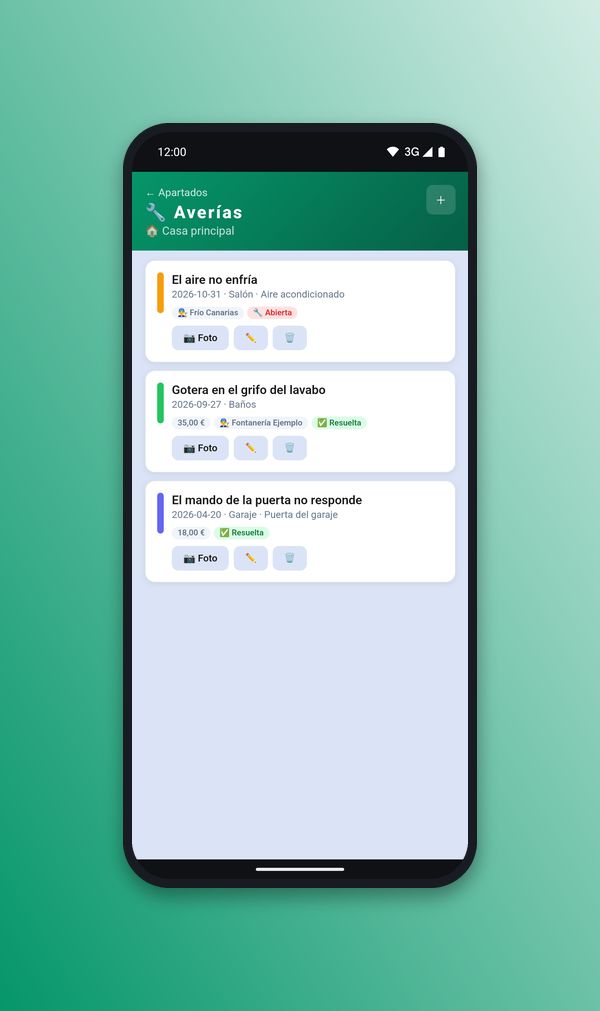 12:00 3G
← Apartados
🔧 Averías
🏠 Casa principal
+
El aire no enfría
2026-10-31 · Salón · Aire acondicionado
👨‍🔧 Frío Canarias 🔧 Abierta
📷 Foto ✏️ 🗑️
Gotera en el grifo del lavabo
2026-09-27 · Baños
35,00 € 👨‍🔧 Fontanería Ejemplo ✅ Resuelta
📷 Foto ✏️ 🗑️
El mando de la puerta no responde
2026-04-20 · Garaje · Puerta del garaje
18,00 € ✅ Resuelta
📷 Foto ✏️ 🗑️